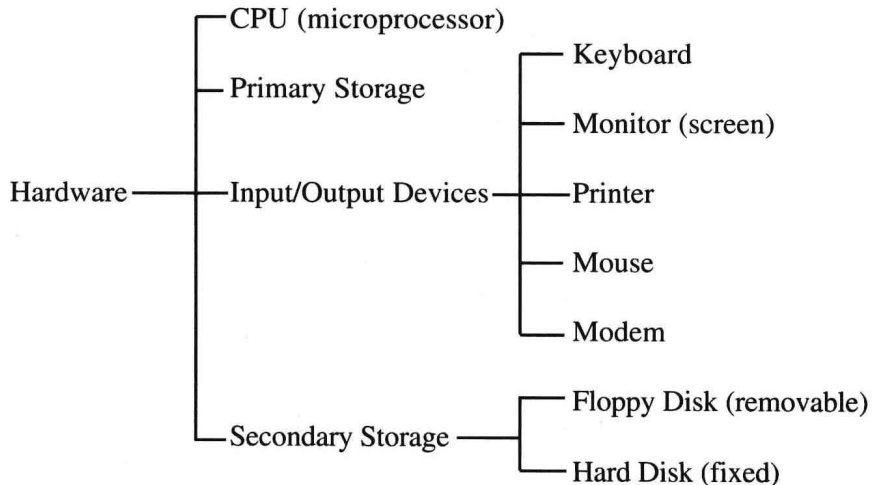 CPU (microprocessor)
Keyboard
Primary Storage
Monitor (screen)
Hardware
Input/Output Devices
Printer
Mouse
Modem
Floppy Disk (removable)
Secondary Storage
Hard Disk (fixed)